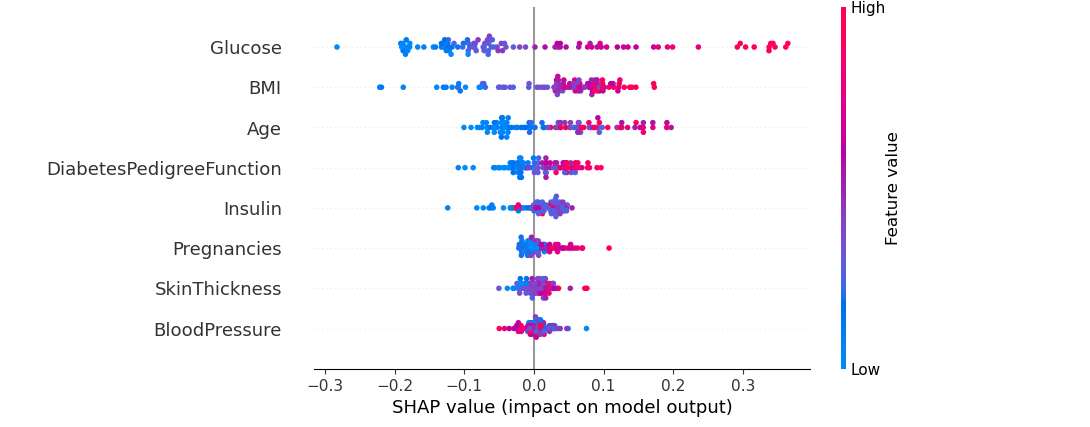 High
Glucose
BMI
Age
DiabetesPedigreeFunction
Insulin
Pregnancies
SkinThickness
BloodPressure
Feature value
Low
−0.3 −0.2 −0.1 0.0 0.1 0.2 0.3
SHAP value (impact on model output)